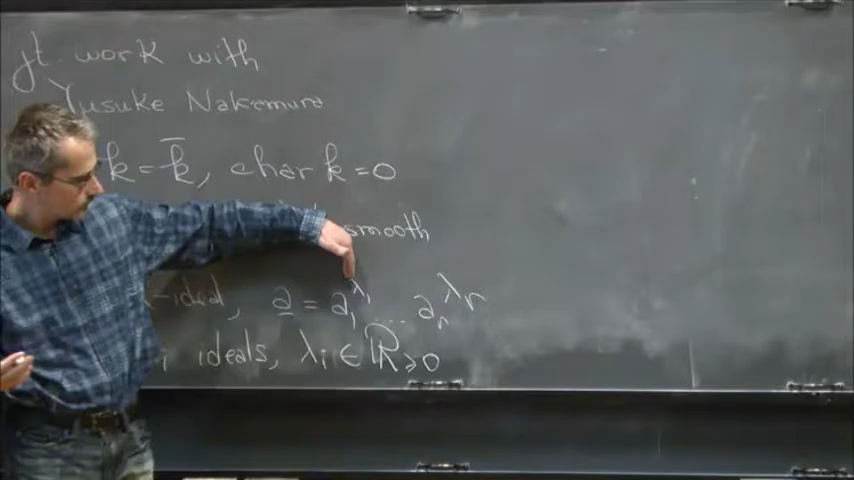 jt. work with
Yusuke Nakamura
k = k̄, char k = 0
smooth
-ideal, a = a₁^λ₁ ... aᵣ^λᵣ
i ideals, λᵢ ∈ ℝ≥0